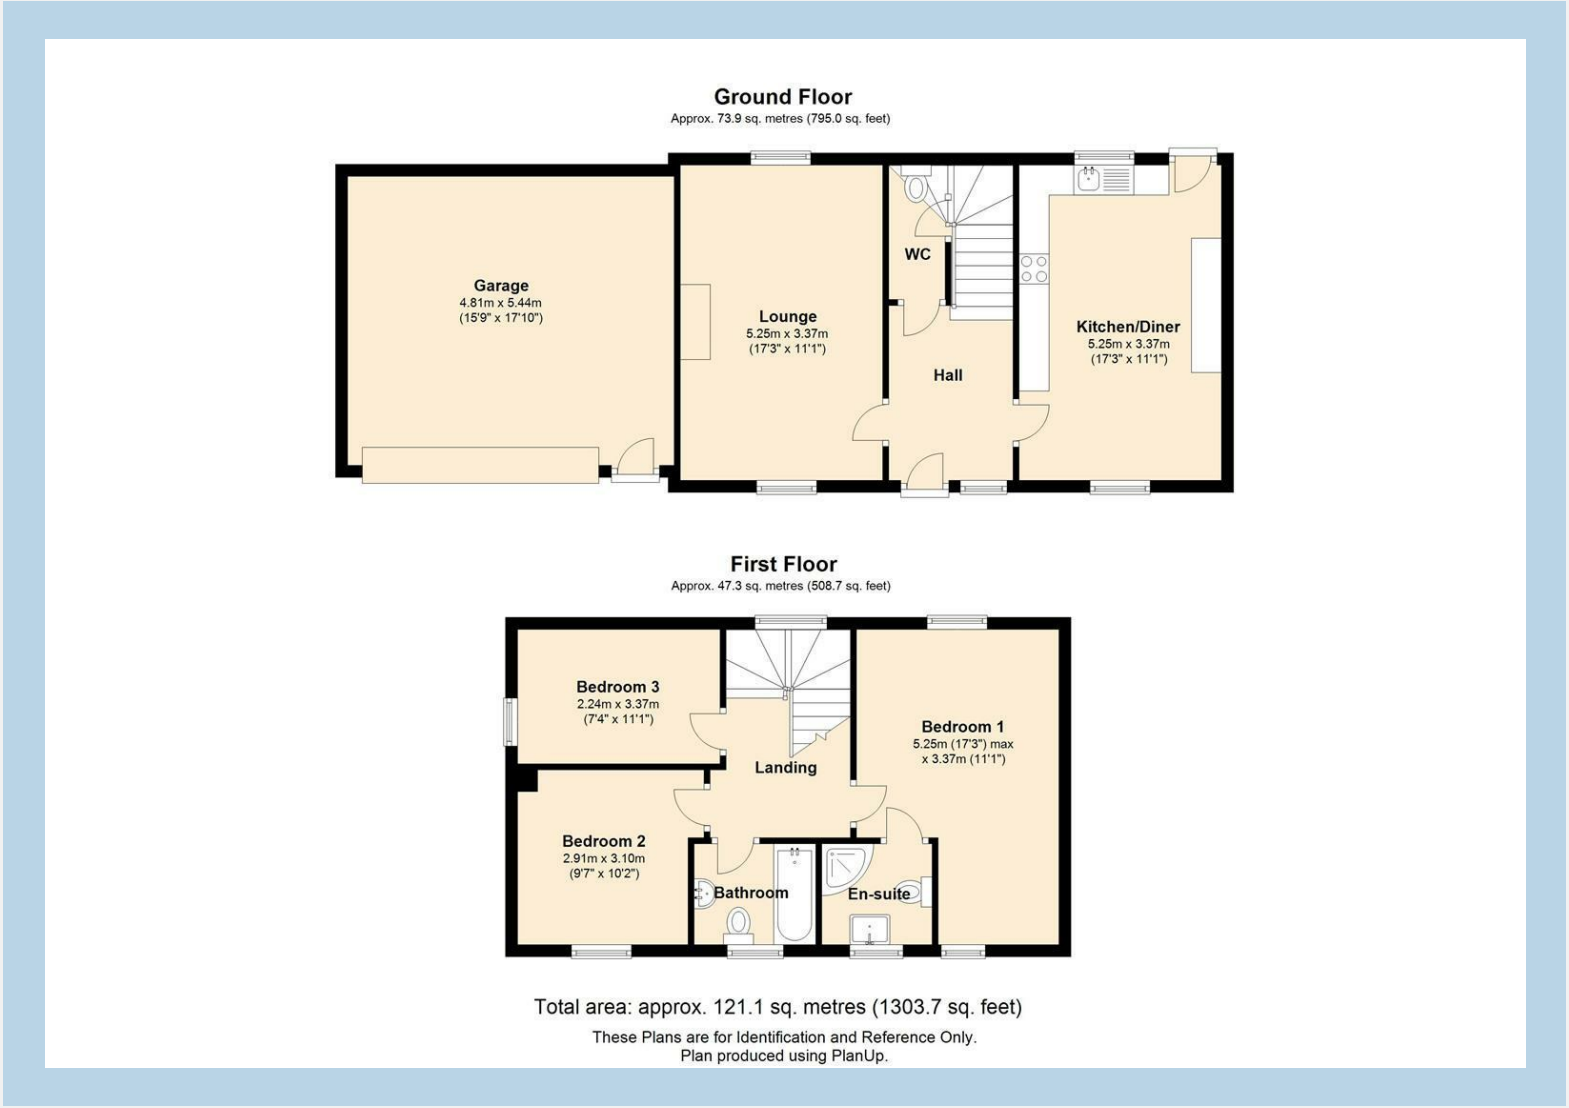 Ground Floor
Approx. 73.9 sq. metres (795.0 sq. feet)
Garage
4.81m x 5.44m
(15'9" x 17'10")
Lounge
5.25m x 3.37m
(17'3" x 11'1")
WC
Hall
Kitchen/Diner
5.25m x 3.37m
(17'3" x 11'1")
First Floor
Approx. 47.3 sq. metres (508.7 sq. feet)
Bedroom 3
2.24m x 3.37m
(7'4" x 11'1")
Landing
Bedroom 1
5.25m (17'3") max
x 3.37m (11'1")
Bedroom 2
2.91m x 3.10m
(9'7" x 10'2")
Bathroom
En-suite
Total area: approx. 121.1 sq. metres (1303.7 sq. feet)
These Plans are for Identification and Reference Only.
Plan produced using PlanUp.